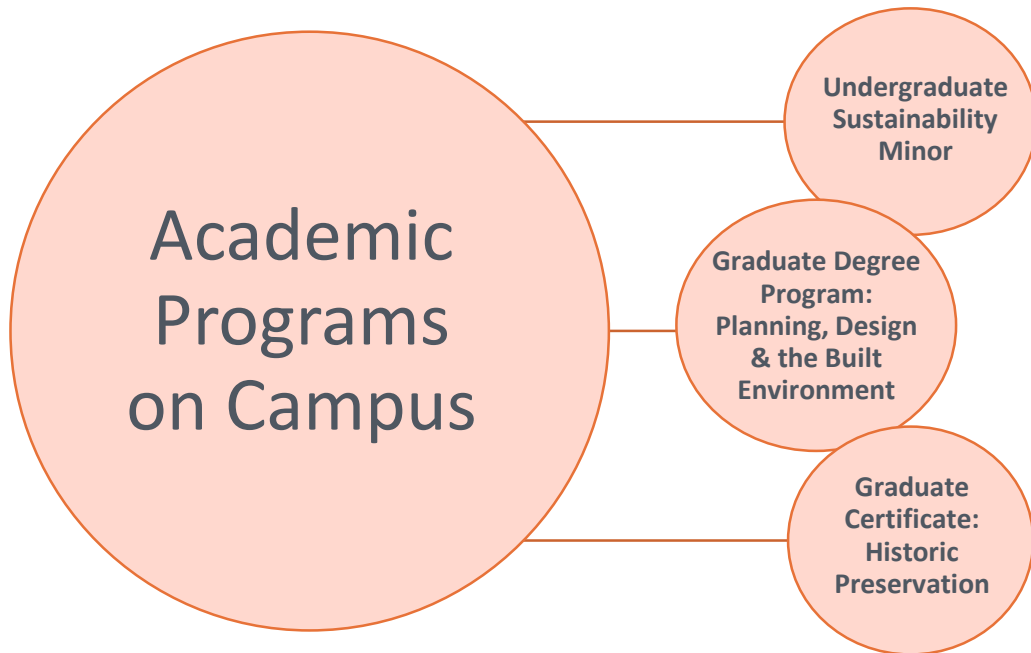 Academic
Programs
on Campus
Undergraduate
Sustainability
Minor
Graduate Degree
Program:
Planning, Design
& the Built
Environment
Graduate
Certificate:
Historic
Preservation